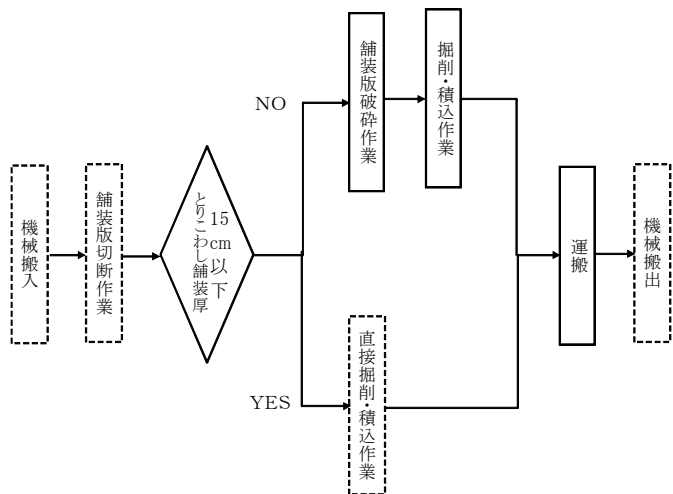 機械搬入
舗装版切断作業
とりこわし舗装厚
15cm以下
NO
舗装版破砕作業
掘削・積込作業
YES
直接掘削・積込作業
運搬
機械搬出